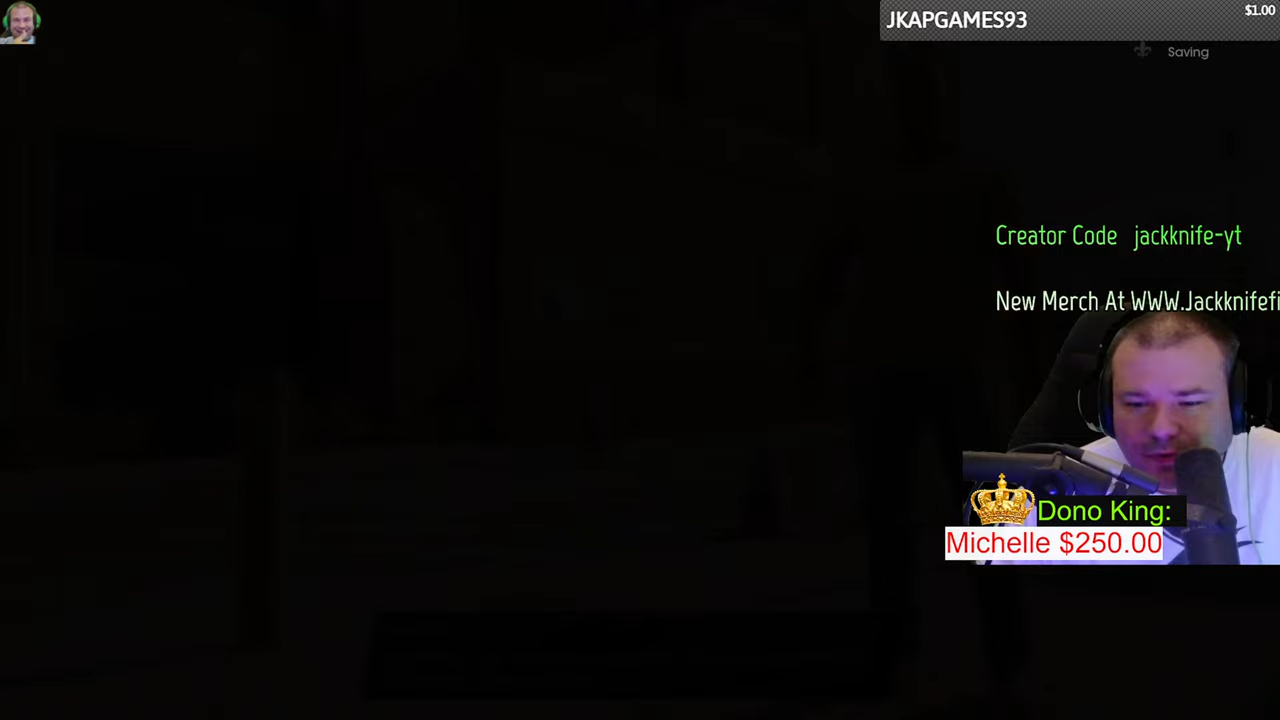 JKAPGAMES93
$1.00
Saving
Creator Code jackknife-yt
New Merch At WWW.Jackknifefi
Dono King:
Michelle $250.00